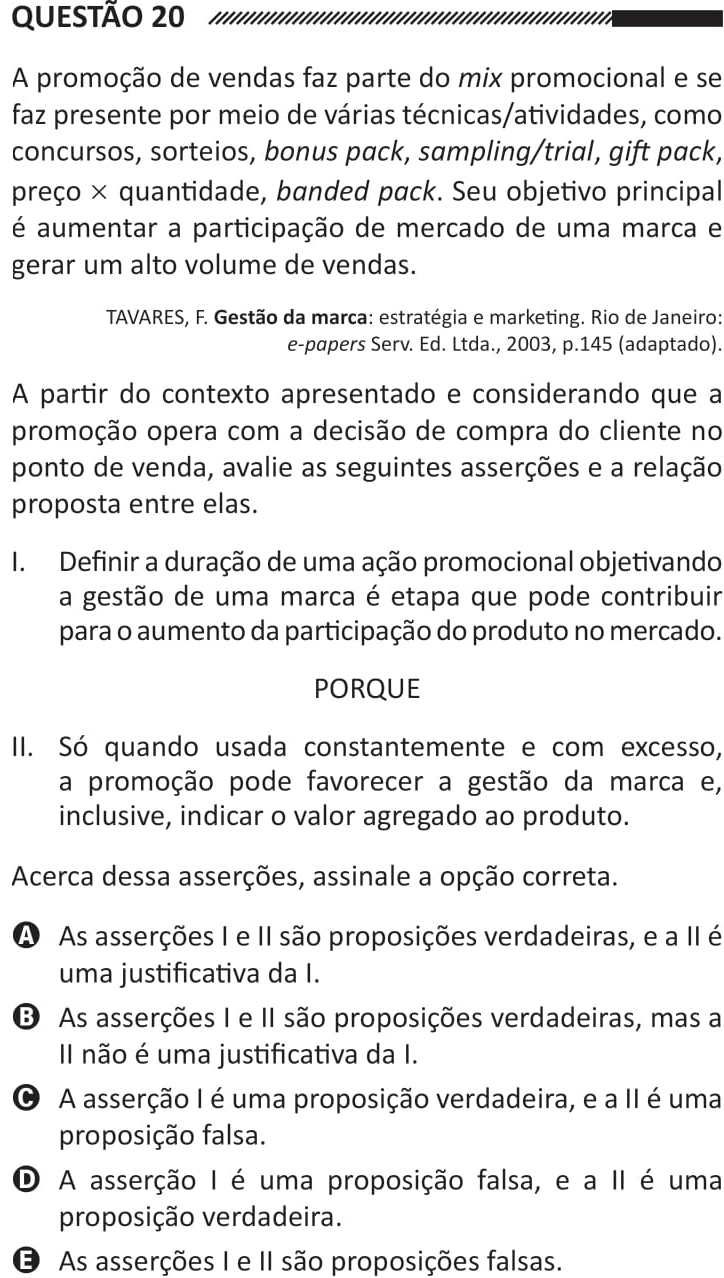 QUESTÃO 20
A promoção de vendas faz parte do mix promocional e se
faz presente por meio de várias técnicas/atividades, como
concursos, sorteios, bonus pack, sampling/trial, gift pack,
preço × quantidade, banded pack. Seu objetivo principal
é aumentar a participação de mercado de uma marca e
gerar um alto volume de vendas.
TAVARES, F. Gestão da marca: estratégia e marketing. Rio de Janeiro:
e-papers Serv. Ed. Ltda., 2003, p.145 (adaptado).
A partir do contexto apresentado e considerando que a
promoção opera com a decisão de compra do cliente no
ponto de venda, avalie as seguintes asserções e a relação
proposta entre elas.
I. Definir a duração de uma ação promocional objetivando
a gestão de uma marca é etapa que pode contribuir
para o aumento da participação do produto no mercado.
PORQUE
II. Só quando usada constantemente e com excesso,
a promoção pode favorecer a gestão da marca e,
inclusive, indicar o valor agregado ao produto.
Acerca dessa asserções, assinale a opção correta.
A As asserções I e II são proposições verdadeiras, e a II é
uma justificativa da I.
B As asserções I e II são proposições verdadeiras, mas a
II não é uma justificativa da I.
C A asserção I é uma proposição verdadeira, e a II é uma
proposição falsa.
D A asserção I é uma proposição falsa, e a II é uma
proposição verdadeira.
E As asserções I e II são proposições falsas.